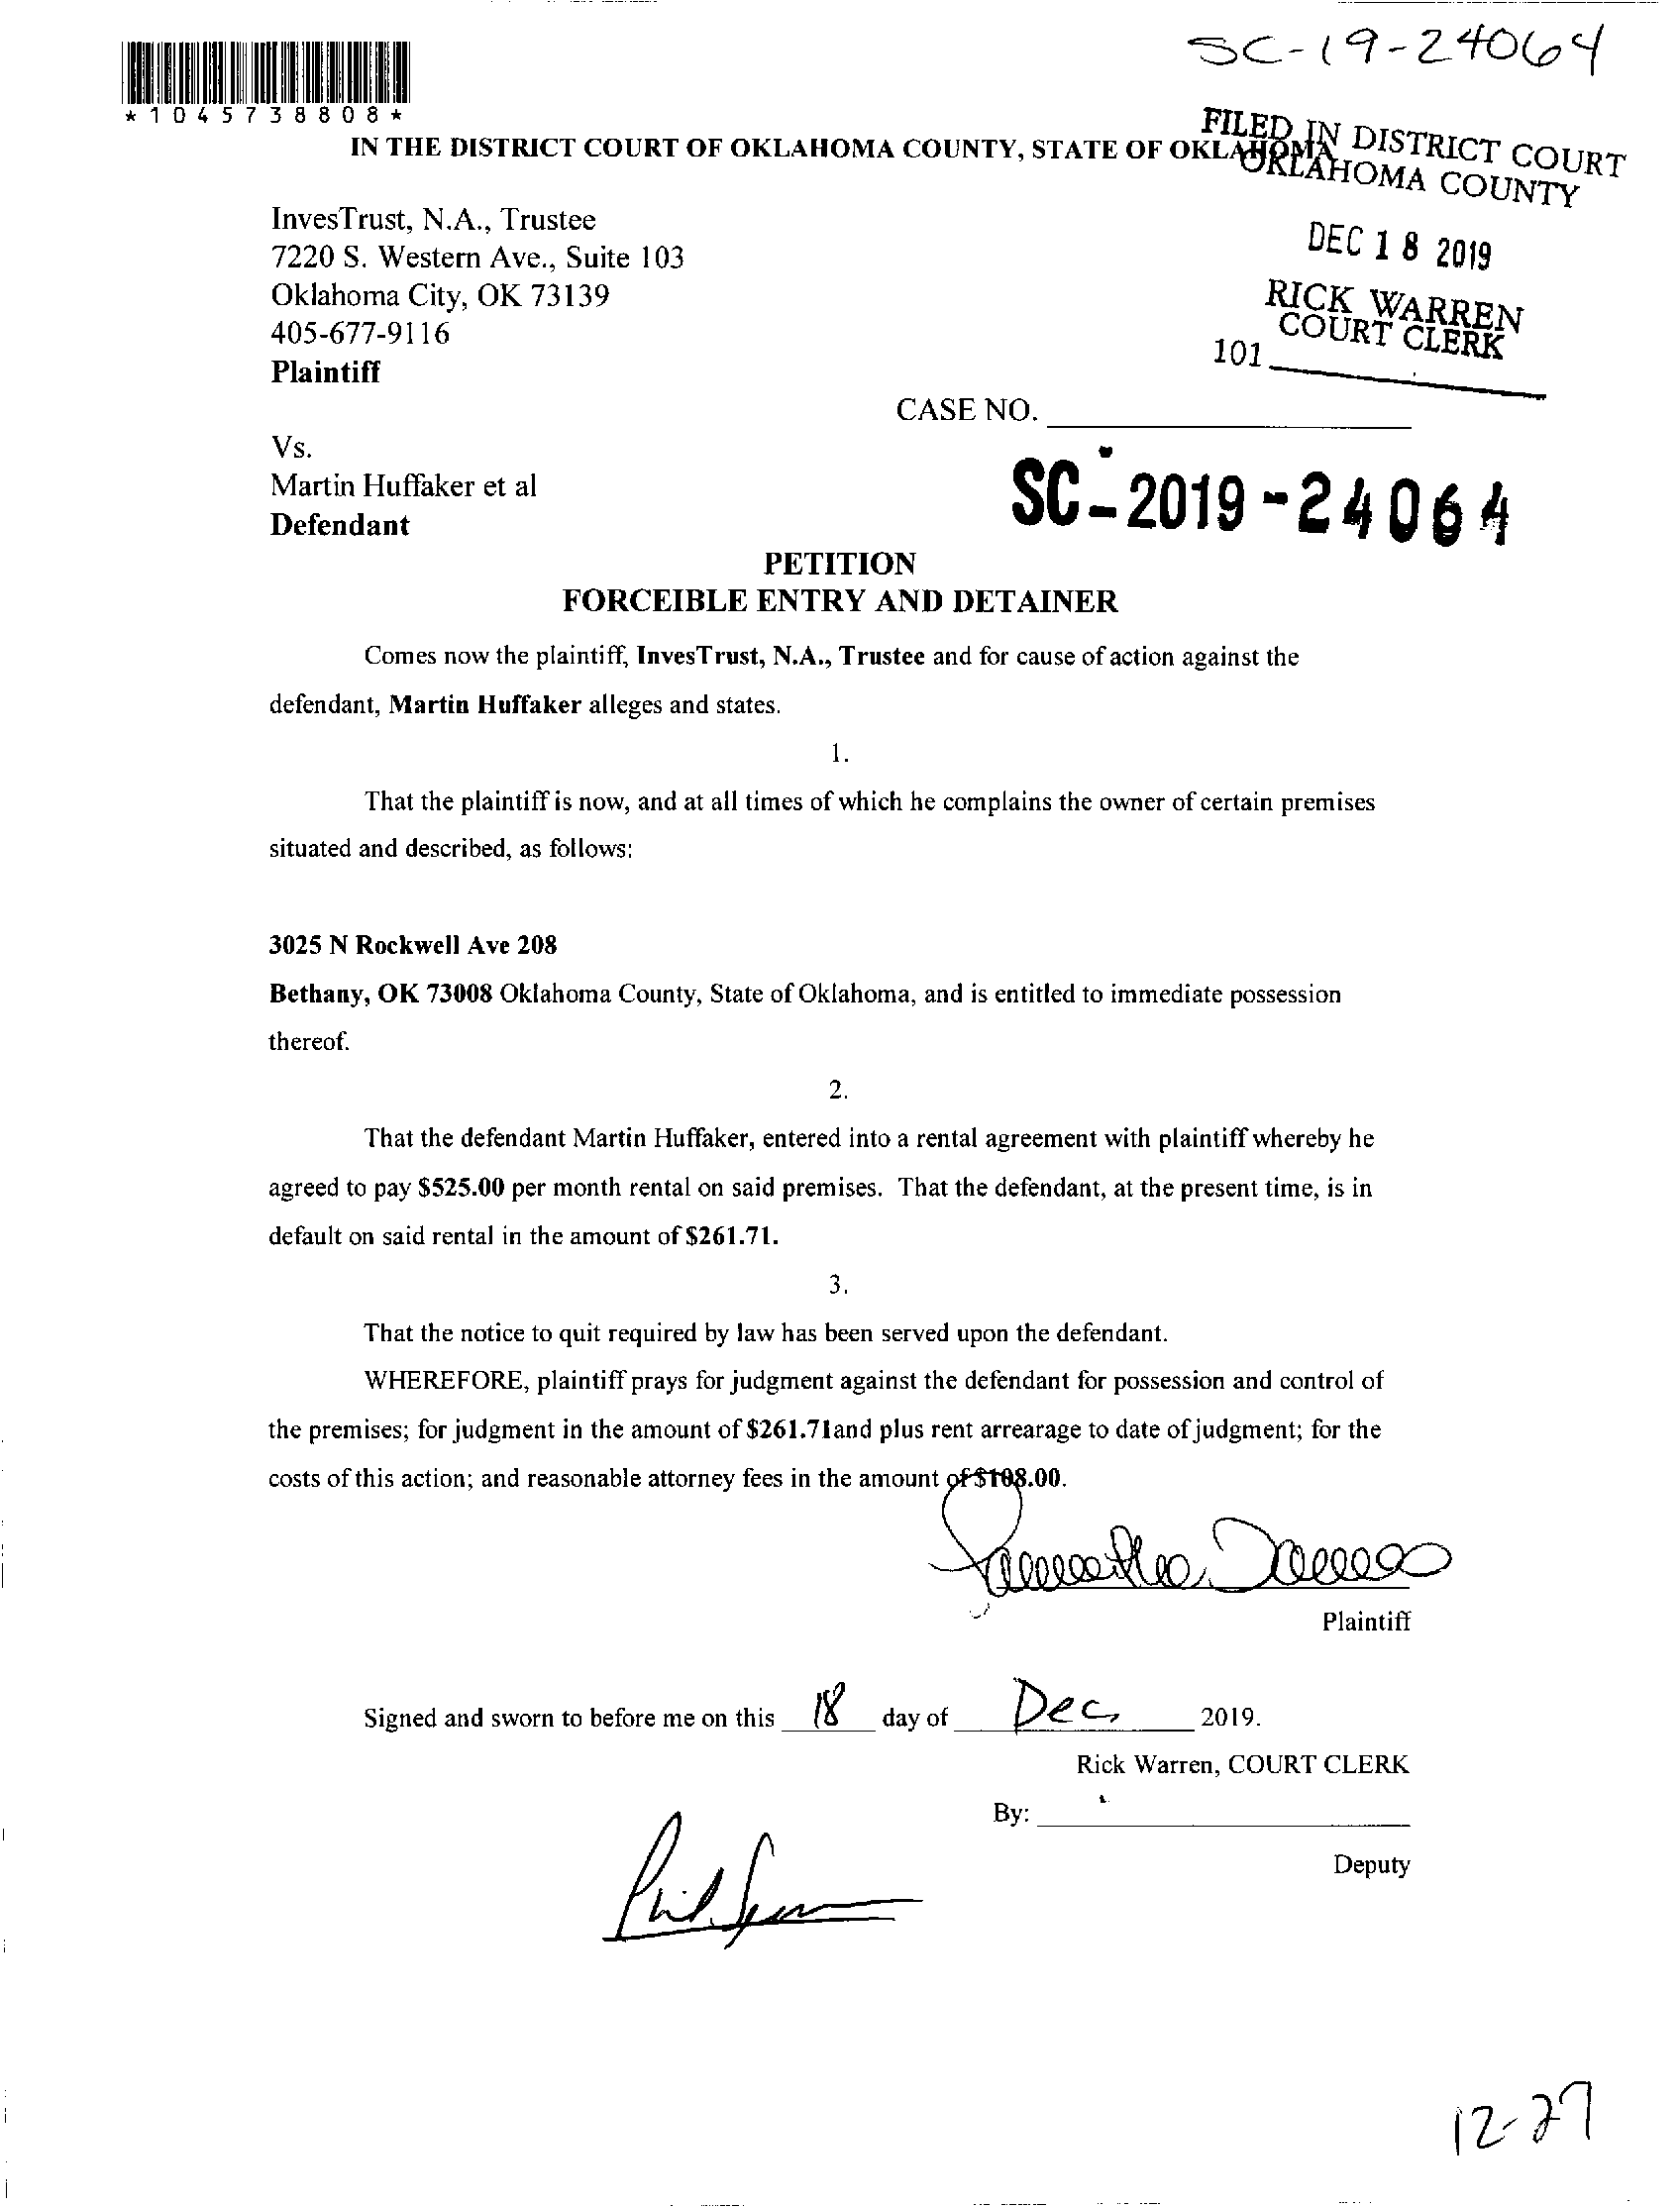 SC-19-24064
*1045738808*
FILED IN DISTRICT COURT
OKLAHOMA COUNTY
IN THE DISTRICT COURT OF OKLAHOMA COUNTY, STATE OF OKLAHOMA
InvesTrust, N.A., Trustee
7220 S. Western Ave., Suite 103
Oklahoma City, OK 73139
405-677-9116
Plaintiff
DEC 18 2019
RICK WARREN
COURT CLERK
101
CASE NO.
Vs.
Martin Huffaker et al
Defendant
SC-2019-24064
PETITION
FORCEIBLE ENTRY AND DETAINER
Comes now the plaintiff, InvesTrust, N.A., Trustee and for cause of action against the
defendant, Martin Huffaker alleges and states.
1.
That the plaintiff is now, and at all times of which he complains the owner of certain premises
situated and described, as follows:
3025 N Rockwell Ave 208
Bethany, OK 73008 Oklahoma County, State of Oklahoma, and is entitled to immediate possession
thereof.
2.
That the defendant Martin Huffaker, entered into a rental agreement with plaintiff whereby he
agreed to pay $525.00 per month rental on said premises. That the defendant, at the present time, is in
default on said rental in the amount of $261.71.
3.
That the notice to quit required by law has been served upon the defendant.
WHEREFORE, plaintiff prays for judgment against the defendant for possession and control of
the premises; for judgment in the amount of $261.71and plus rent arrearage to date of judgment; for the
costs of this action; and reasonable attorney fees in the amount of $108.00.
Plaintiff
Signed and sworn to before me on this 18 day of Dec, 2019.
Rick Warren, COURT CLERK
By:
Deputy
12-27